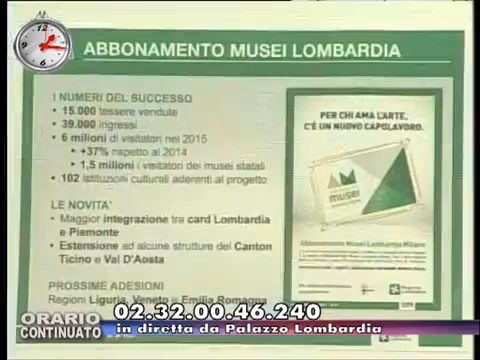 ABBONAMENTO MUSEI LOMBARDIA
I NUMERI DEL SUCCESSO
• 15.000 tessere vendute
• 39.000 ingressi
• 6 milioni di visitatori nel 2015
• +37% rispetto al 2014
• 1,5 milioni i visitatori dei musei statali
• 102 istituzioni culturali aderenti al progetto
LE NOVITA'
• Maggior integrazione tra card Lombardia
e Piemonte
• Estensione ad alcune strutture del Canton
Ticino e Val D'Aosta
PROSSIME ADESIONI
Regioni Liguria, Veneto e Emilia Romagna
PER CHI AMA L'ARTE,
C'È UN NUOVO CAPOLAVORO.
musei
Abbonamento Musei Lombardia Milano
ORARIO
CONTINUATO
02.32.00.46.240
in diretta da Palazzo Lombardia